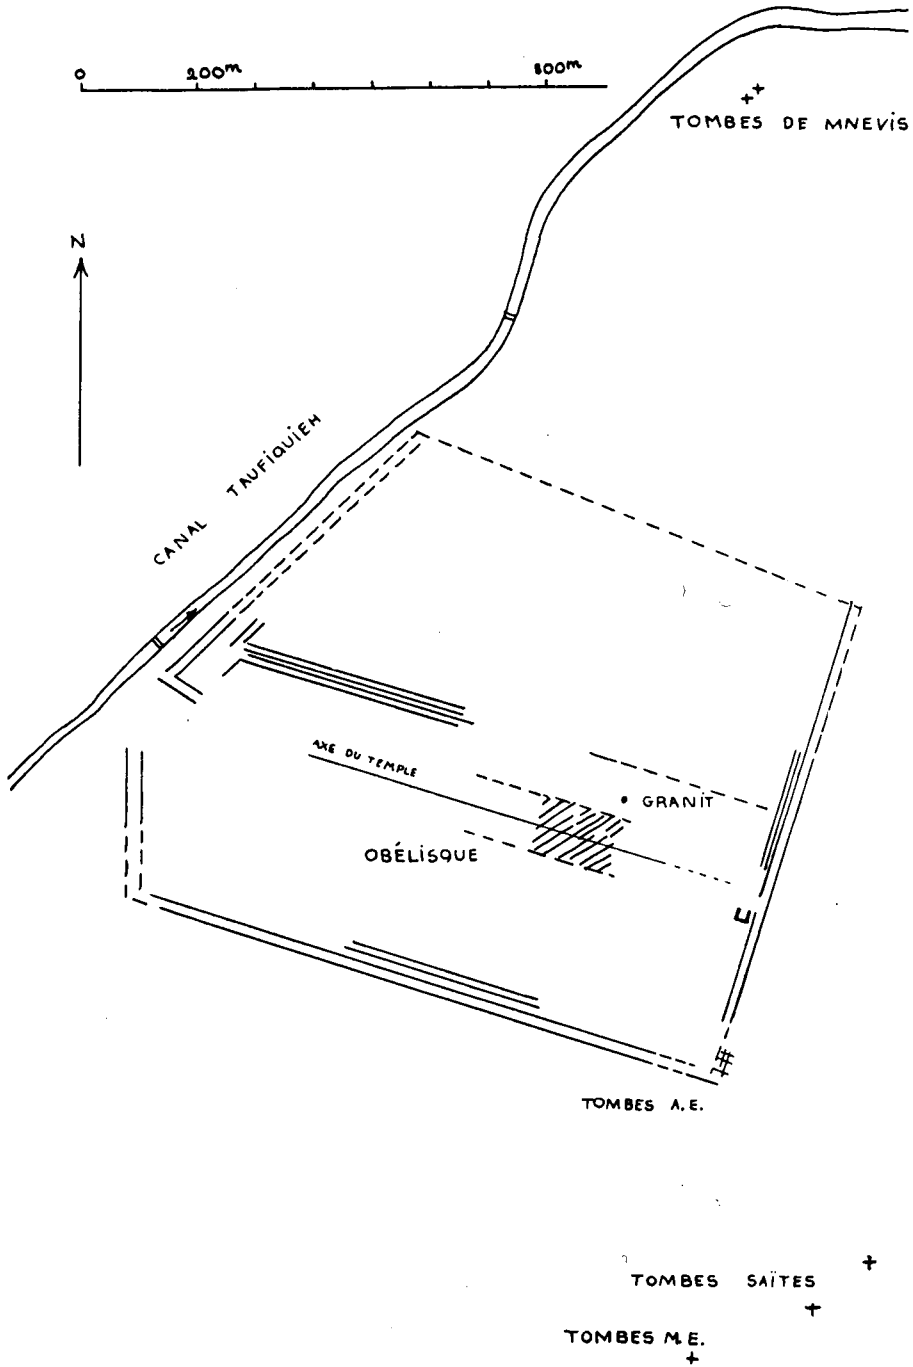 0 200m 800m
TOMBES DE MNEVIS
N
CANAL TAUFIQUIEH
AXE DU TEMPLE
GRANIT
OBÉLISQUE
TOMBES A.E.
TOMBES SAÏTES
TOMBES M.E.